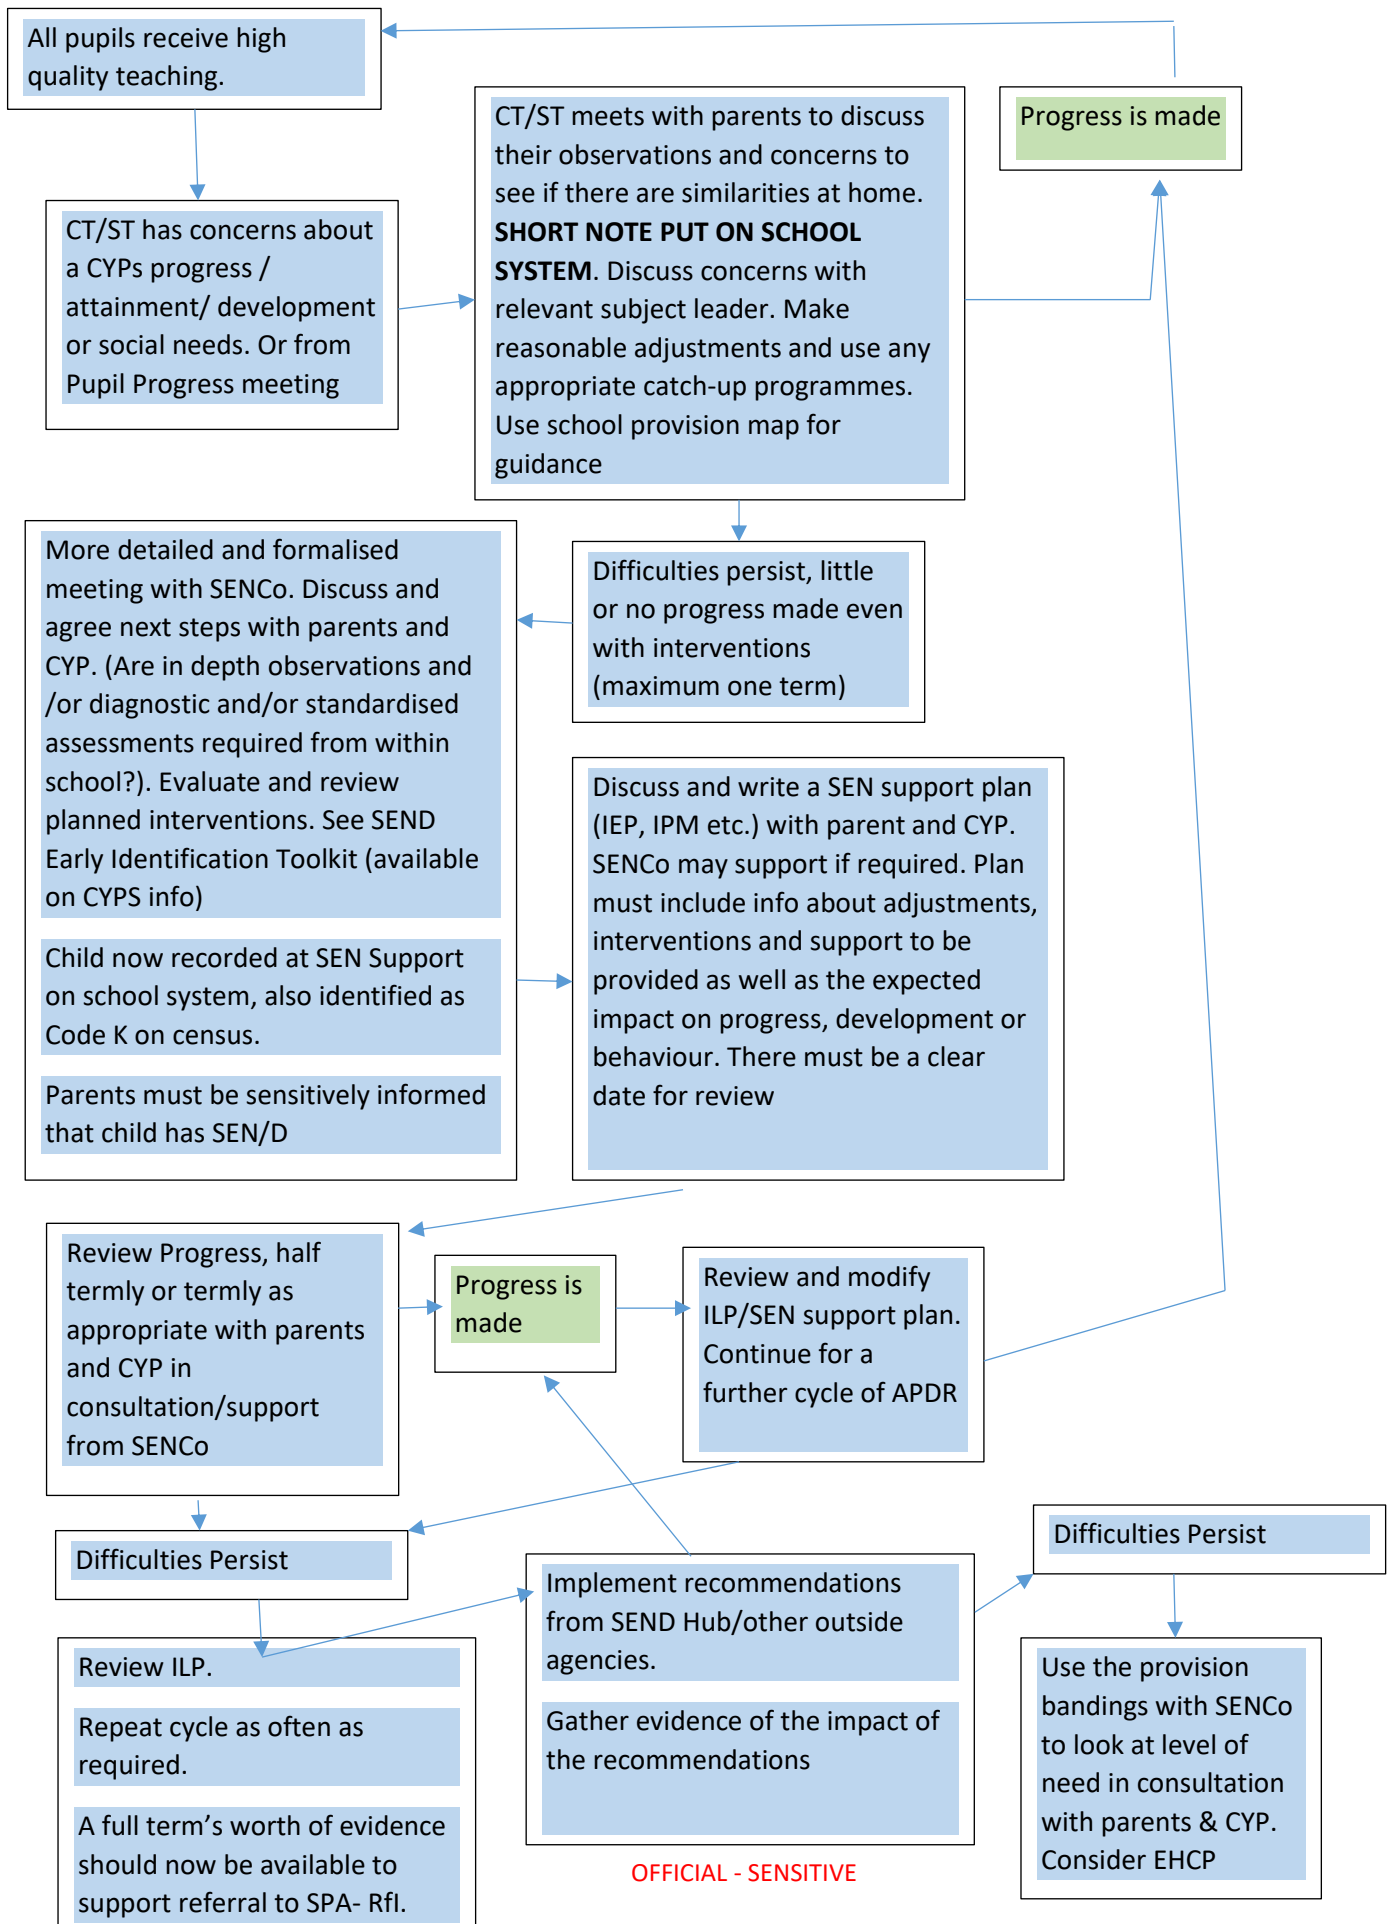 All pupils receive high
quality teaching.
Progress is made
CT/ST meets with parents to discuss
their observations and concerns to
see if there are similarities at home.
SHORT NOTE PUT ON SCHOOL
SYSTEM. Discuss concerns with
relevant subject leader. Make
reasonable adjustments and use any
appropriate catch-up programmes.
Use school provision map for
guidance
CT/ST has concerns about
a CYPs progress /
attainment/ development
or social needs. Or from
Pupil Progress meeting
Difficulties persist, little
or no progress made even
with interventions
(maximum one term)
More detailed and formalised
meeting with SENCo. Discuss and
agree next steps with parents and
CYP. (Are in depth observations and
/or diagnostic and/or standardised
assessments required from within
school?). Evaluate and review
planned interventions. See SEND
Early Identification Toolkit (available
on CYPS info)
Child now recorded at SEN Support
on school system, also identified as
Code K on census.
Parents must be sensitively informed
that child has SEN/D
Discuss and write a SEN support plan
(IEP, IPM etc.) with parent and CYP.
SENCo may support if required. Plan
must include info about adjustments,
interventions and support to be
provided as well as the expected
impact on progress, development or
behaviour. There must be a clear
date for review
Review Progress, half
termly or termly as
appropriate with parents
and CYP in
consultation/support
from SENCo
Progress is
made
Review and modify
ILP/SEN support plan.
Continue for a
further cycle of APDR
Difficulties Persist
Review ILP.
Repeat cycle as often as
required.
A full term’s worth of evidence
should now be available to
support referral to SPA- RfI.
Implement recommendations
from SEND Hub/other outside
agencies.
Gather evidence of the impact of
the recommendations
Difficulties Persist
Use the provision
bandings with SENCo
to look at level of
need in consultation
with parents & CYP.
Consider EHCP
OFFICIAL - SENSITIVE